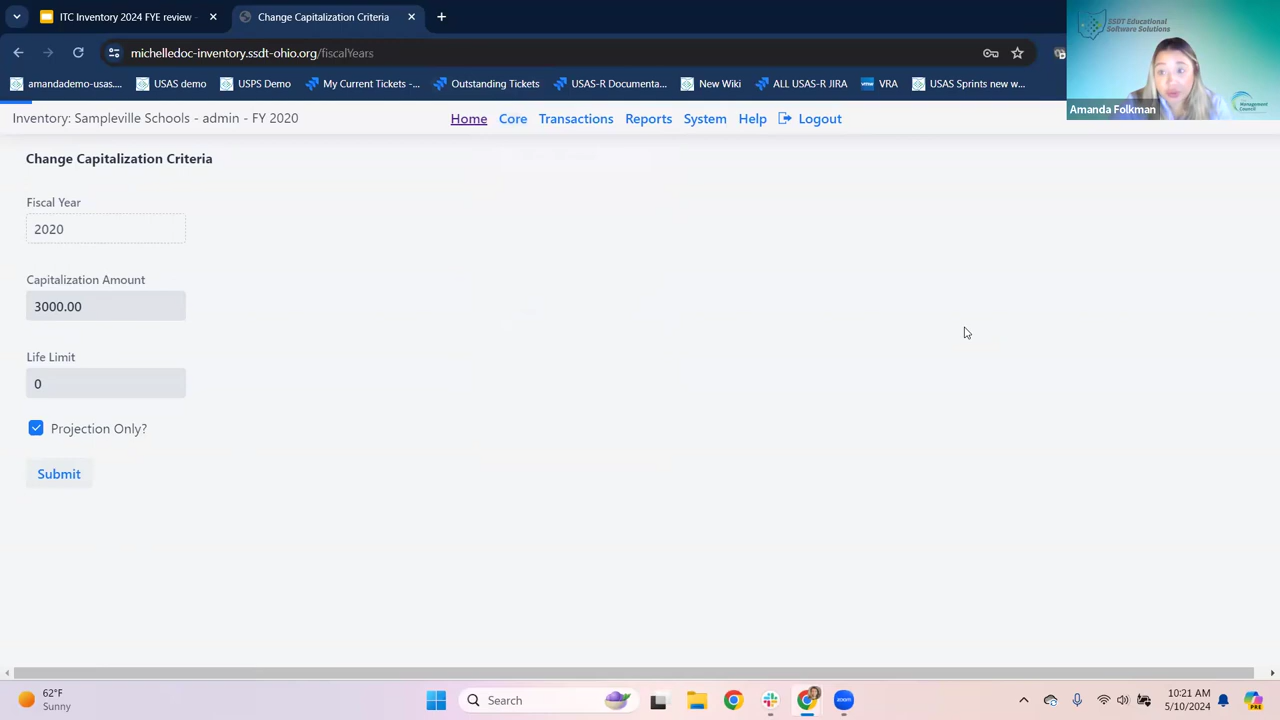 ITC Inventory 2024 FYE review -
Change Capitalization Criteria
michelledoc-inventory.ssdt-ohio.org/fiscalYears
amandademo-usas....
USAS demo
USPS Demo
My Current Tickets -...
Outstanding Tickets
USAS-R Documenta...
New Wiki
ALL USAS-R JIRA
VRA
USAS Sprints new w...
SSDT Educational
Software Solutions
Management
Council
Amanda Folkman
Inventory: Sampleville Schools - admin - FY 2020
Home
Core
Transactions
Reports
System
Help
Logout
Change Capitalization Criteria
Fiscal Year
2020
Capitalization Amount
3000.00
Life Limit
0
Projection Only?
Submit
62°F
Sunny
Search
zoom
PRE
10:21 AM
5/10/2024